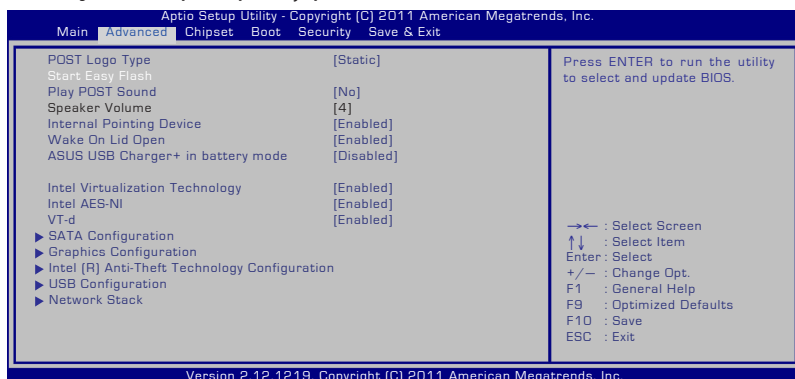 Aptio Setup Utility - Copyright (C) 2011 American Megatrends, Inc.
Main Advanced Chipset Boot Security Save & Exit
POST Logo Type [Static]
Start Easy Flash
Play POST Sound [No]
Speaker Volume [4]
Internal Pointing Device [Enabled]
Wake On Lid Open [Enabled]
ASUS USB Charger+ in battery mode [Disabled]
Intel Virtualization Technology [Enabled]
Intel AES-NI [Enabled]
VT-d [Enabled]
▶ SATA Configuration
▶ Graphics Configuration
▶ Intel (R) Anti-Theft Technology Configuration
▶ USB Configuration
▶ Network Stack
Press ENTER to run the utility
to select and update BIOS.
→← : Select Screen
↑↓ : Select Item
Enter : Select
+/— : Change Opt.
F1 : General Help
F9 : Optimized Defaults
F10 : Save
ESC : Exit
Version 2.12.1219. Copyright (C) 2011 American Megatrends, Inc.